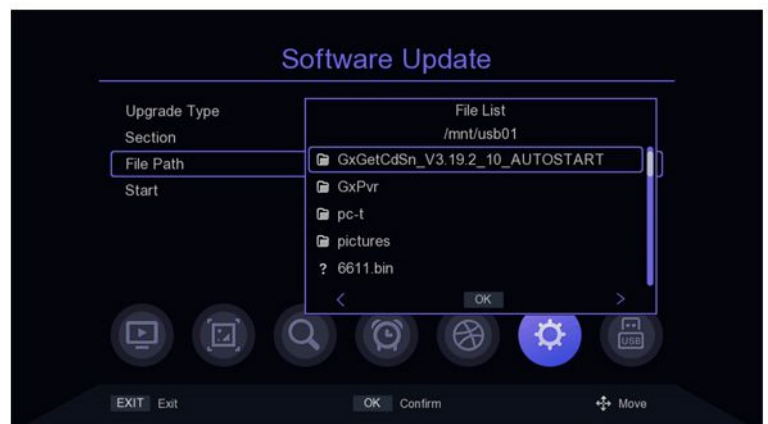 Software Update
Upgrade Type
Section
File Path
Start
File List
/mnt/usb01
GxGetCdSn_V3.19.2_10_AUTOSTART
GxPvr
pc-t
pictures
? 6611.bin
< OK >
USB
EXIT Exit
OK Confirm
Move